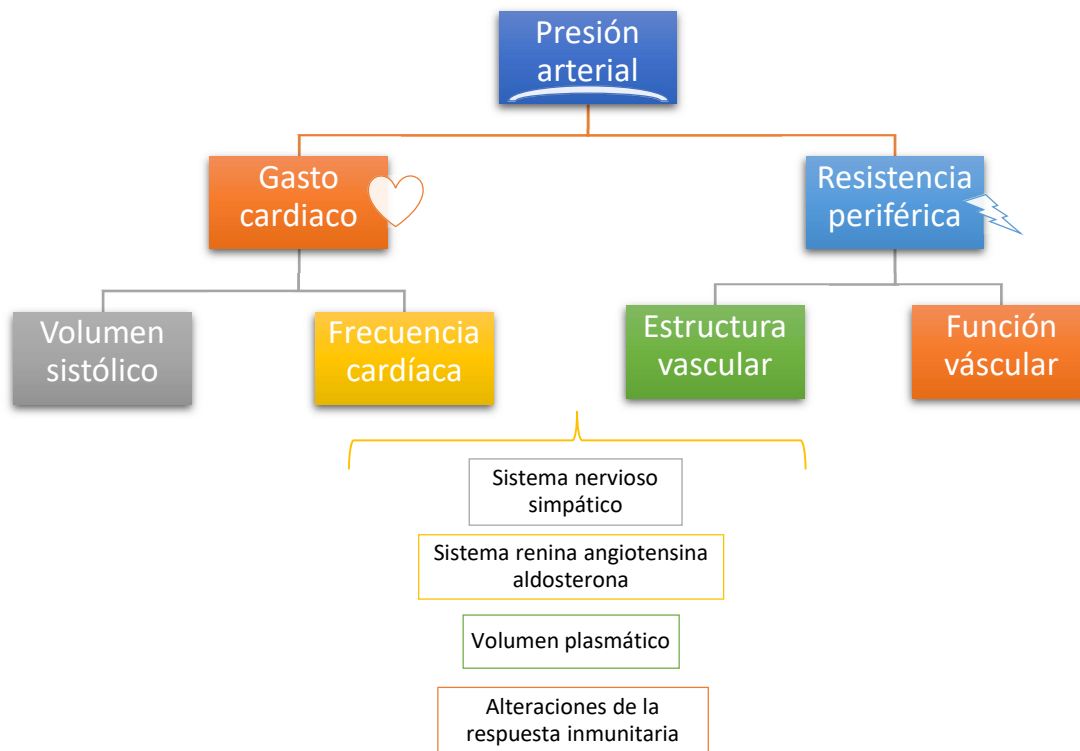 Presión
arterial
Gasto
cardiaco
Resistencia
periférica
Volumen
sistólico
Frecuencia
cardíaca
Estructura
vascular
Función
váscular
Sistema nervioso
simpático
Sistema renina angiotensina
aldosterona
Volumen plasmático
Alteraciones de la
respuesta inmunitaria